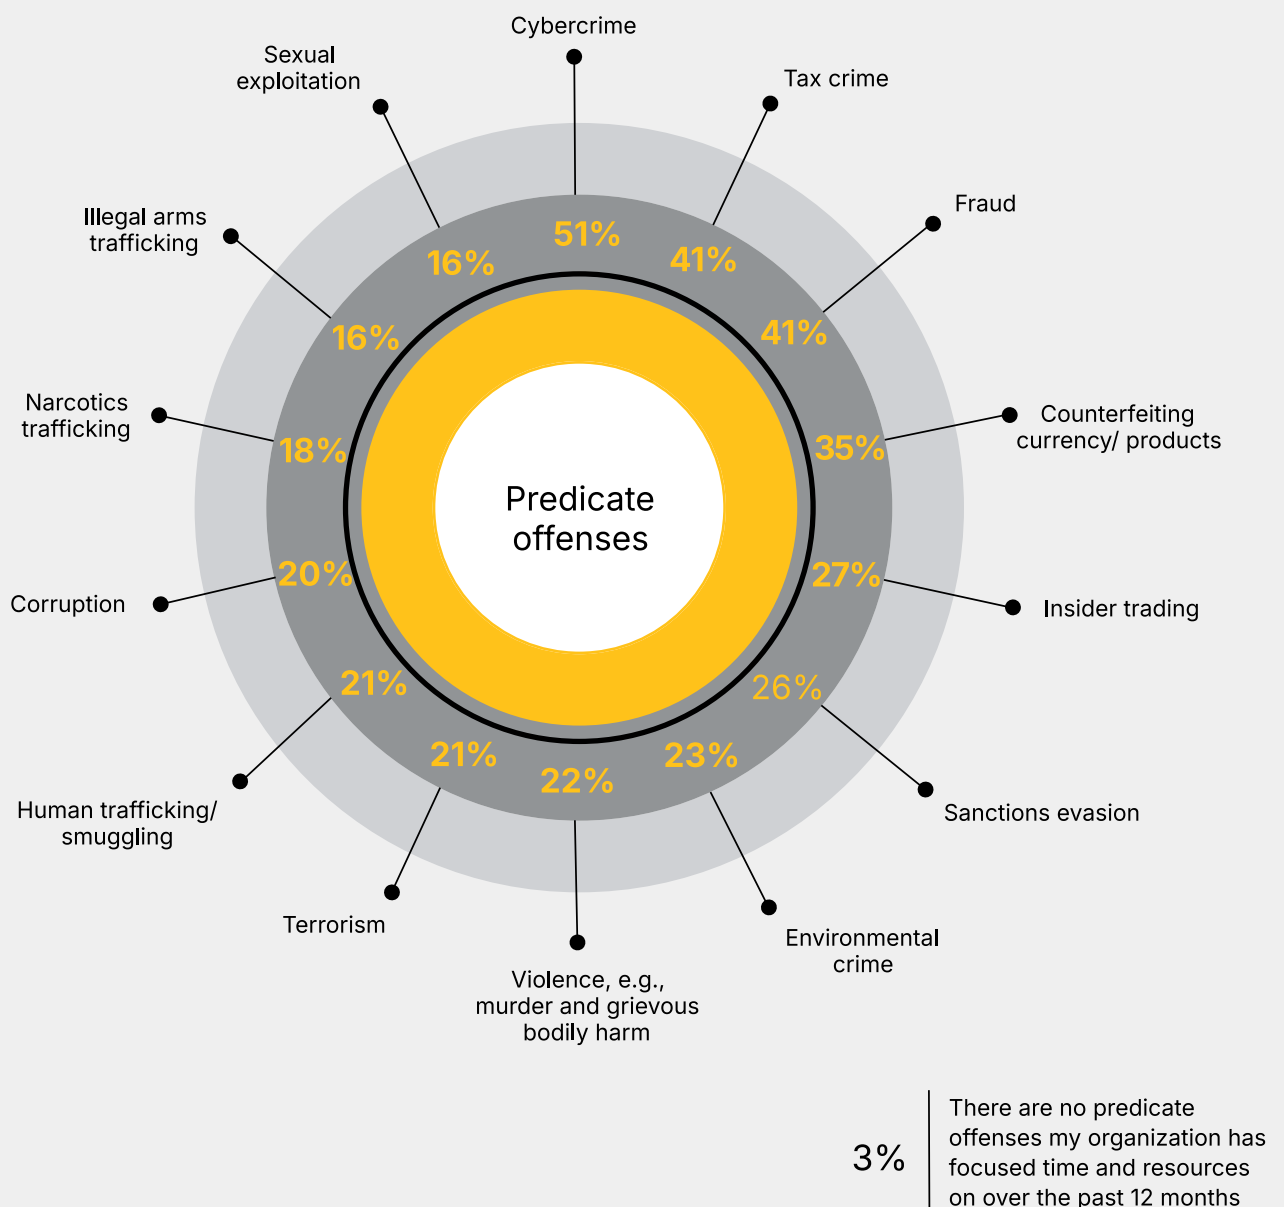 Cybercrime
51%
Tax crime
41%
Fraud
41%
Counterfeiting
currency/ products
35%
Insider trading
27%
Sanctions evasion
26%
Environmental
crime
23%
Violence, e.g.,
murder and grievous
bodily harm
22%
Terrorism
21%
Human trafficking/
smuggling
21%
Corruption
20%
Narcotics
trafficking
18%
Illegal arms
trafficking
16%
Sexual
exploitation
16%
Predicate
offenses
3%
There are no predicate
offenses my organization has
focused time and resources
on over the past 12 months